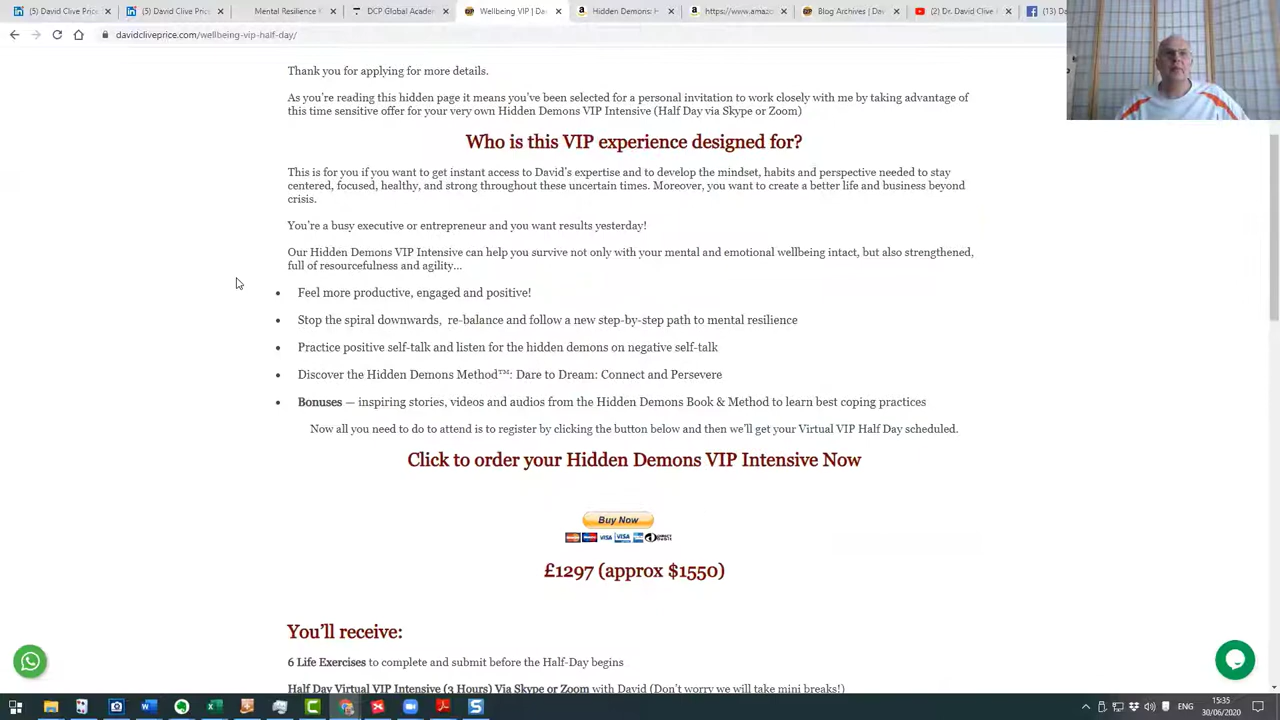 (1) David Clive Price
Mental Resilience
DCP Global Acade
Wellbeing VIP | Da
Hidden Demons H
https://www.amazo
Blog Archives | Da
(2) Dr. David Clive
(13) Da
davidcliveprice.com/wellbeing-vip-half-day/
Thank you for applying for more details.
As you're reading this hidden page it means you've been selected for a personal invitation to work closely with me by taking advantage of
this time sensitive offer for your very own Hidden Demons VIP Intensive (Half Day via Skype or Zoom)
Who is this VIP experience designed for?
This is for you if you want to get instant access to David's expertise and to develop the mindset, habits and perspective needed to stay
centered, focused, healthy, and strong throughout these uncertain times. Moreover, you want to create a better life and business beyond
crisis.
You're a busy executive or entrepreneur and you want results yesterday!
Our Hidden Demons VIP Intensive can help you survive not only with your mental and emotional wellbeing intact, but also strengthened,
full of resourcefulness and agility...
Feel more productive, engaged and positive!
Stop the spiral downwards, re-balance and follow a new step-by-step path to mental resilience
Practice positive self-talk and listen for the hidden demons on negative self-talk
Discover the Hidden Demons Method™: Dare to Dream: Connect and Persevere
Bonuses — inspiring stories, videos and audios from the Hidden Demons Book & Method to learn best coping practices
Now all you need to do to attend is to register by clicking the button below and then we'll get your Virtual VIP Half Day scheduled.
Click to order your Hidden Demons VIP Intensive Now
Buy Now
£1297 (approx $1550)
You'll receive:
6 Life Exercises to complete and submit before the Half-Day begins
Half Day Virtual VIP Intensive (3 Hours) Via Skype or Zoom with David (Don't worry we will take mini breaks!)
15:35
30/06/2020